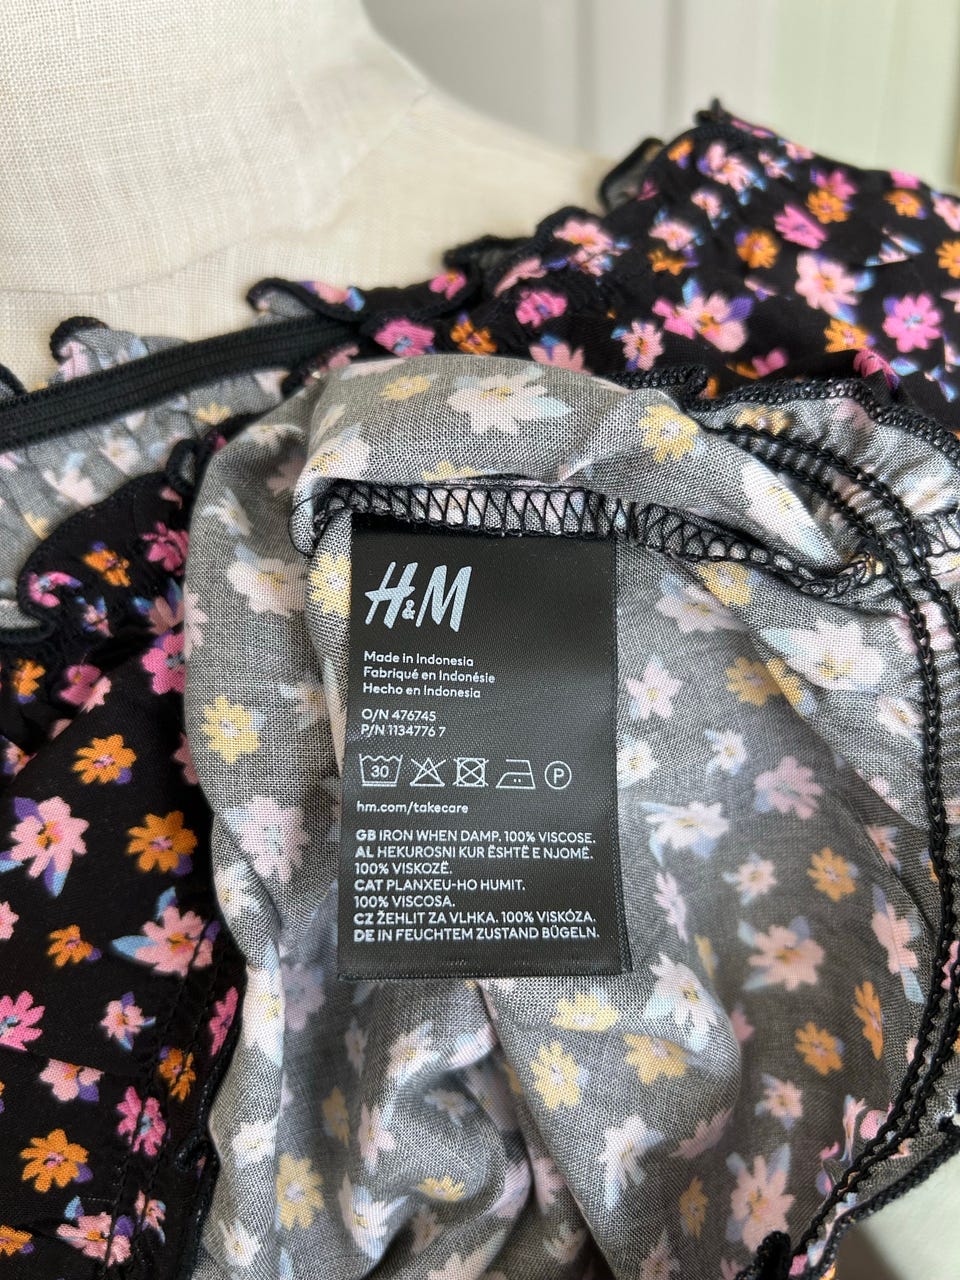 H&M
Made in Indonesia
Fabriqué en Indonésie
Hecho en Indonesia
O/N 476745
P/N 1134776 7
30 P
hm.com/takecare
GB IRON WHEN DAMP. 100% VISCOSE.
AL HEKUROSNI KUR ËSHTË E NJOMË.
100% VISKOZË.
CAT PLANXEU-HO HUMIT.
100% VISCOSA.
CZ ŽEHLIT ZA VLHKA. 100% VISKÓZA.
DE IN FEUCHTEM ZUSTAND BÜGELN.